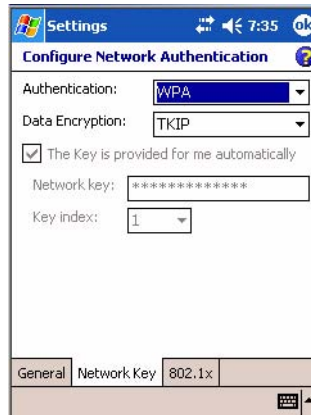 Settings 7:35 ok
Configure Network Authentication ?
Authentication: WPA
Data Encryption: TKIP
The Key is provided for me automatically
Network key: *************
Key index: 1
General Network Key 802.1x